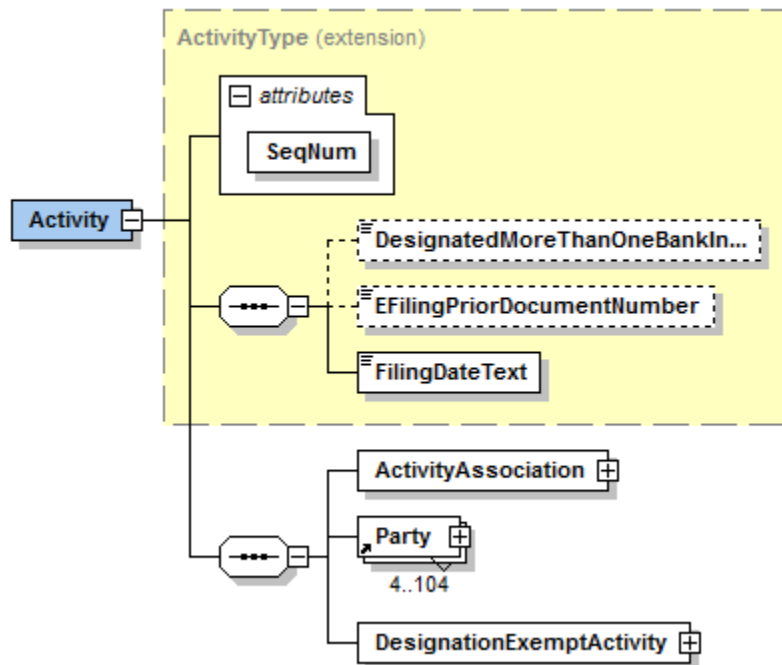 ActivityType (extension)
attributes
SeqNum
Activity
DesignatedMoreThanOneBankIn...
EFilingPriorDocumentNumber
FilingDateText
ActivityAssociation
Party
4..104
DesignationExemptActivity